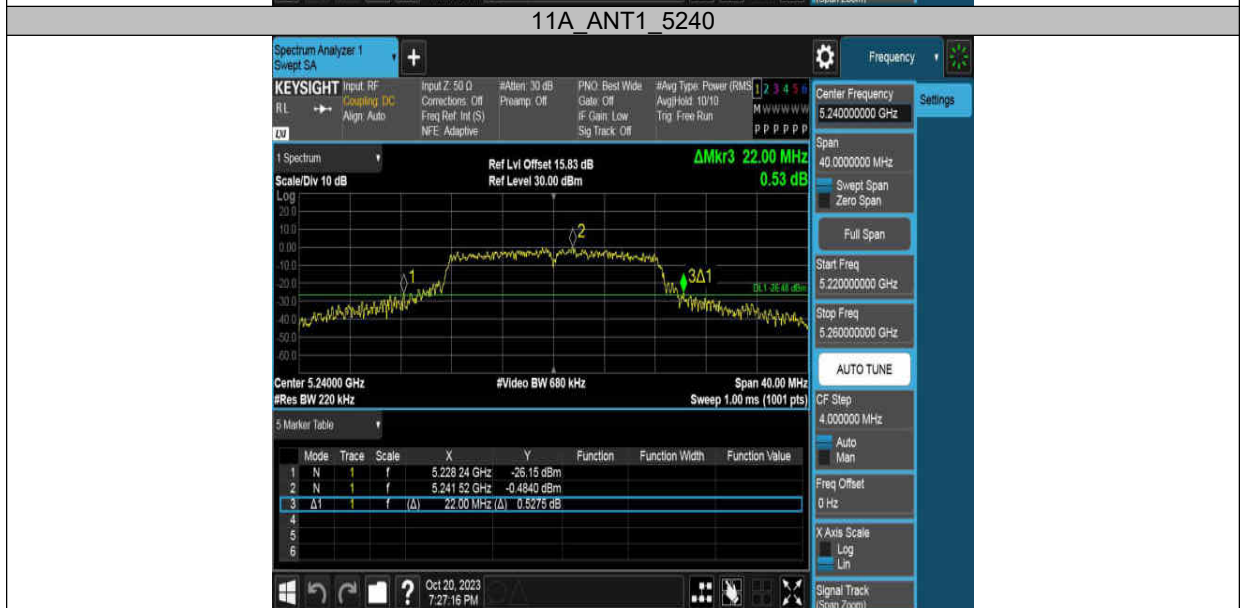 11A_ANT1_5240
Spectrum Analyzer 1
Swept SA
Frequency
KEYSIGHT
RL
Input: RF
Coupling: DC
Align: Auto
Input Z: 50 Ω
Corrections: Off
Freq Ref: Int (S)
NFE: Adaptive
#Atten: 30 dB
Preamp: Off
PNO: Best Wide
Gate: Off
IF Gain: Low
Sig Track: Off
#Avg Type: Power (RMS
Avg|Hold: 10/10
Trig: Free Run
1 2 3 4 5 6
M W W W W W
P P P P P P
Center Frequency
5.240000000 GHz
Settings
Span
40.0000000 MHz
Swept Span
Zero Span
Full Span
Start Freq
5.220000000 GHz
Stop Freq
5.260000000 GHz
AUTO TUNE
CF Step
4.000000 MHz
Auto
Man
Freq Offset
0 Hz
X Axis Scale
Log
Lin
Signal Track
(Span Zoom)
1 Spectrum
Scale/Div 10 dB
Ref Lvl Offset 15.83 dB
Ref Level 30.00 dBm
ΔMkr3 22.00 MHz
0.53 dB
Log
20.0
10.0
0.00
-10.0
-20.0
-30.0
-40.0
-50.0
-60.0
1
2
3Δ1
DL1 -26.48 dBm
Center 5.24000 GHz
#Video BW 680 kHz
Span 40.00 MHz
#Res BW 220 kHz
Sweep 1.00 ms (1001 pts)
5 Marker Table
Mode Trace Scale X Y Function Function Width Function Value
1 N 1 f 5.228 24 GHz -26.15 dBm
2 N 1 f 5.241 52 GHz -0.4840 dBm
3 Δ1 1 f (Δ) 22.00 MHz (Δ) 0.5275 dB
4
5
6
Oct 20, 2023
7:27:16 PM